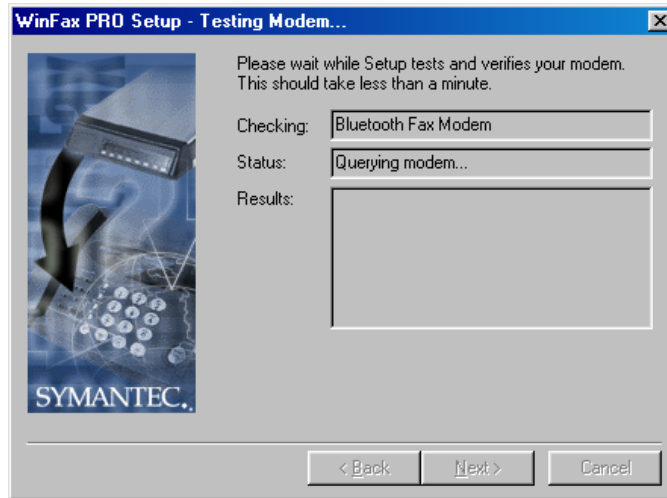 WinFax PRO Setup - Testing Modem...
Please wait while Setup tests and verifies your modem.
This should take less than a minute.
Checking: Bluetooth Fax Modem
Status: Querying modem...
Results:
SYMANTEC.
< Back Next > Cancel